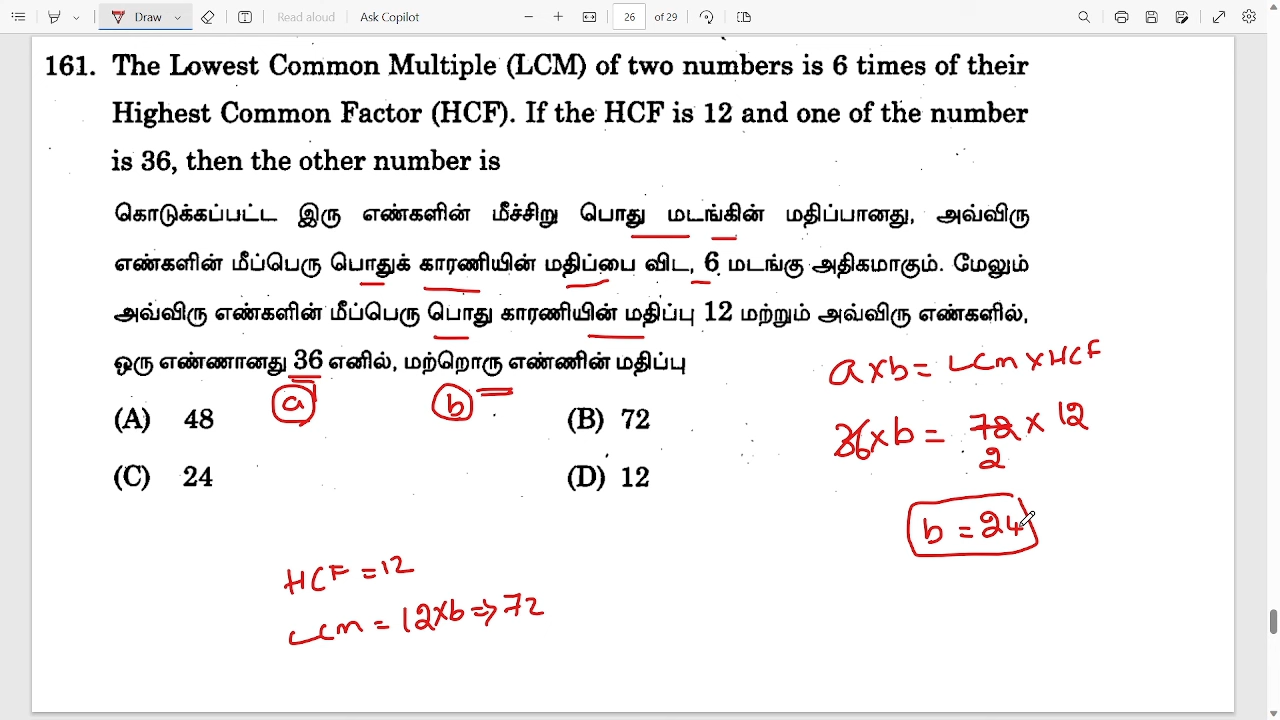 Draw Read aloud Ask Copilot 26 of 29
161. The Lowest Common Multiple (LCM) of two numbers is 6 times of their
Highest Common Factor (HCF). If the HCF is 12 and one of the number
is 36, then the other number is
கொடுக்கப்பட்ட இரு எண்களின் மீச்சிறு பொது மடங்கின் மதிப்பானது, அவ்விரு
எண்களின் மீப்பெரு பொதுக் காரணியின் மதிப்பை விட, 6 மடங்கு அதிகமாகும். மேலும்
அவ்விரு எண்களின் மீப்பெரு பொது காரணியின் மதிப்பு 12 மற்றும் அவ்விரு எண்களில்,
ஒரு எண்ணானது 36 எனில், மற்றொரு எண்ணின் மதிப்பு
a b
(A) 48 (B) 72
(C) 24 (D) 12
a x b = LCM x HCF
36 x b = 72 x 12
2
b = 24
HCF = 12
LCM = 12 x 6 => 72